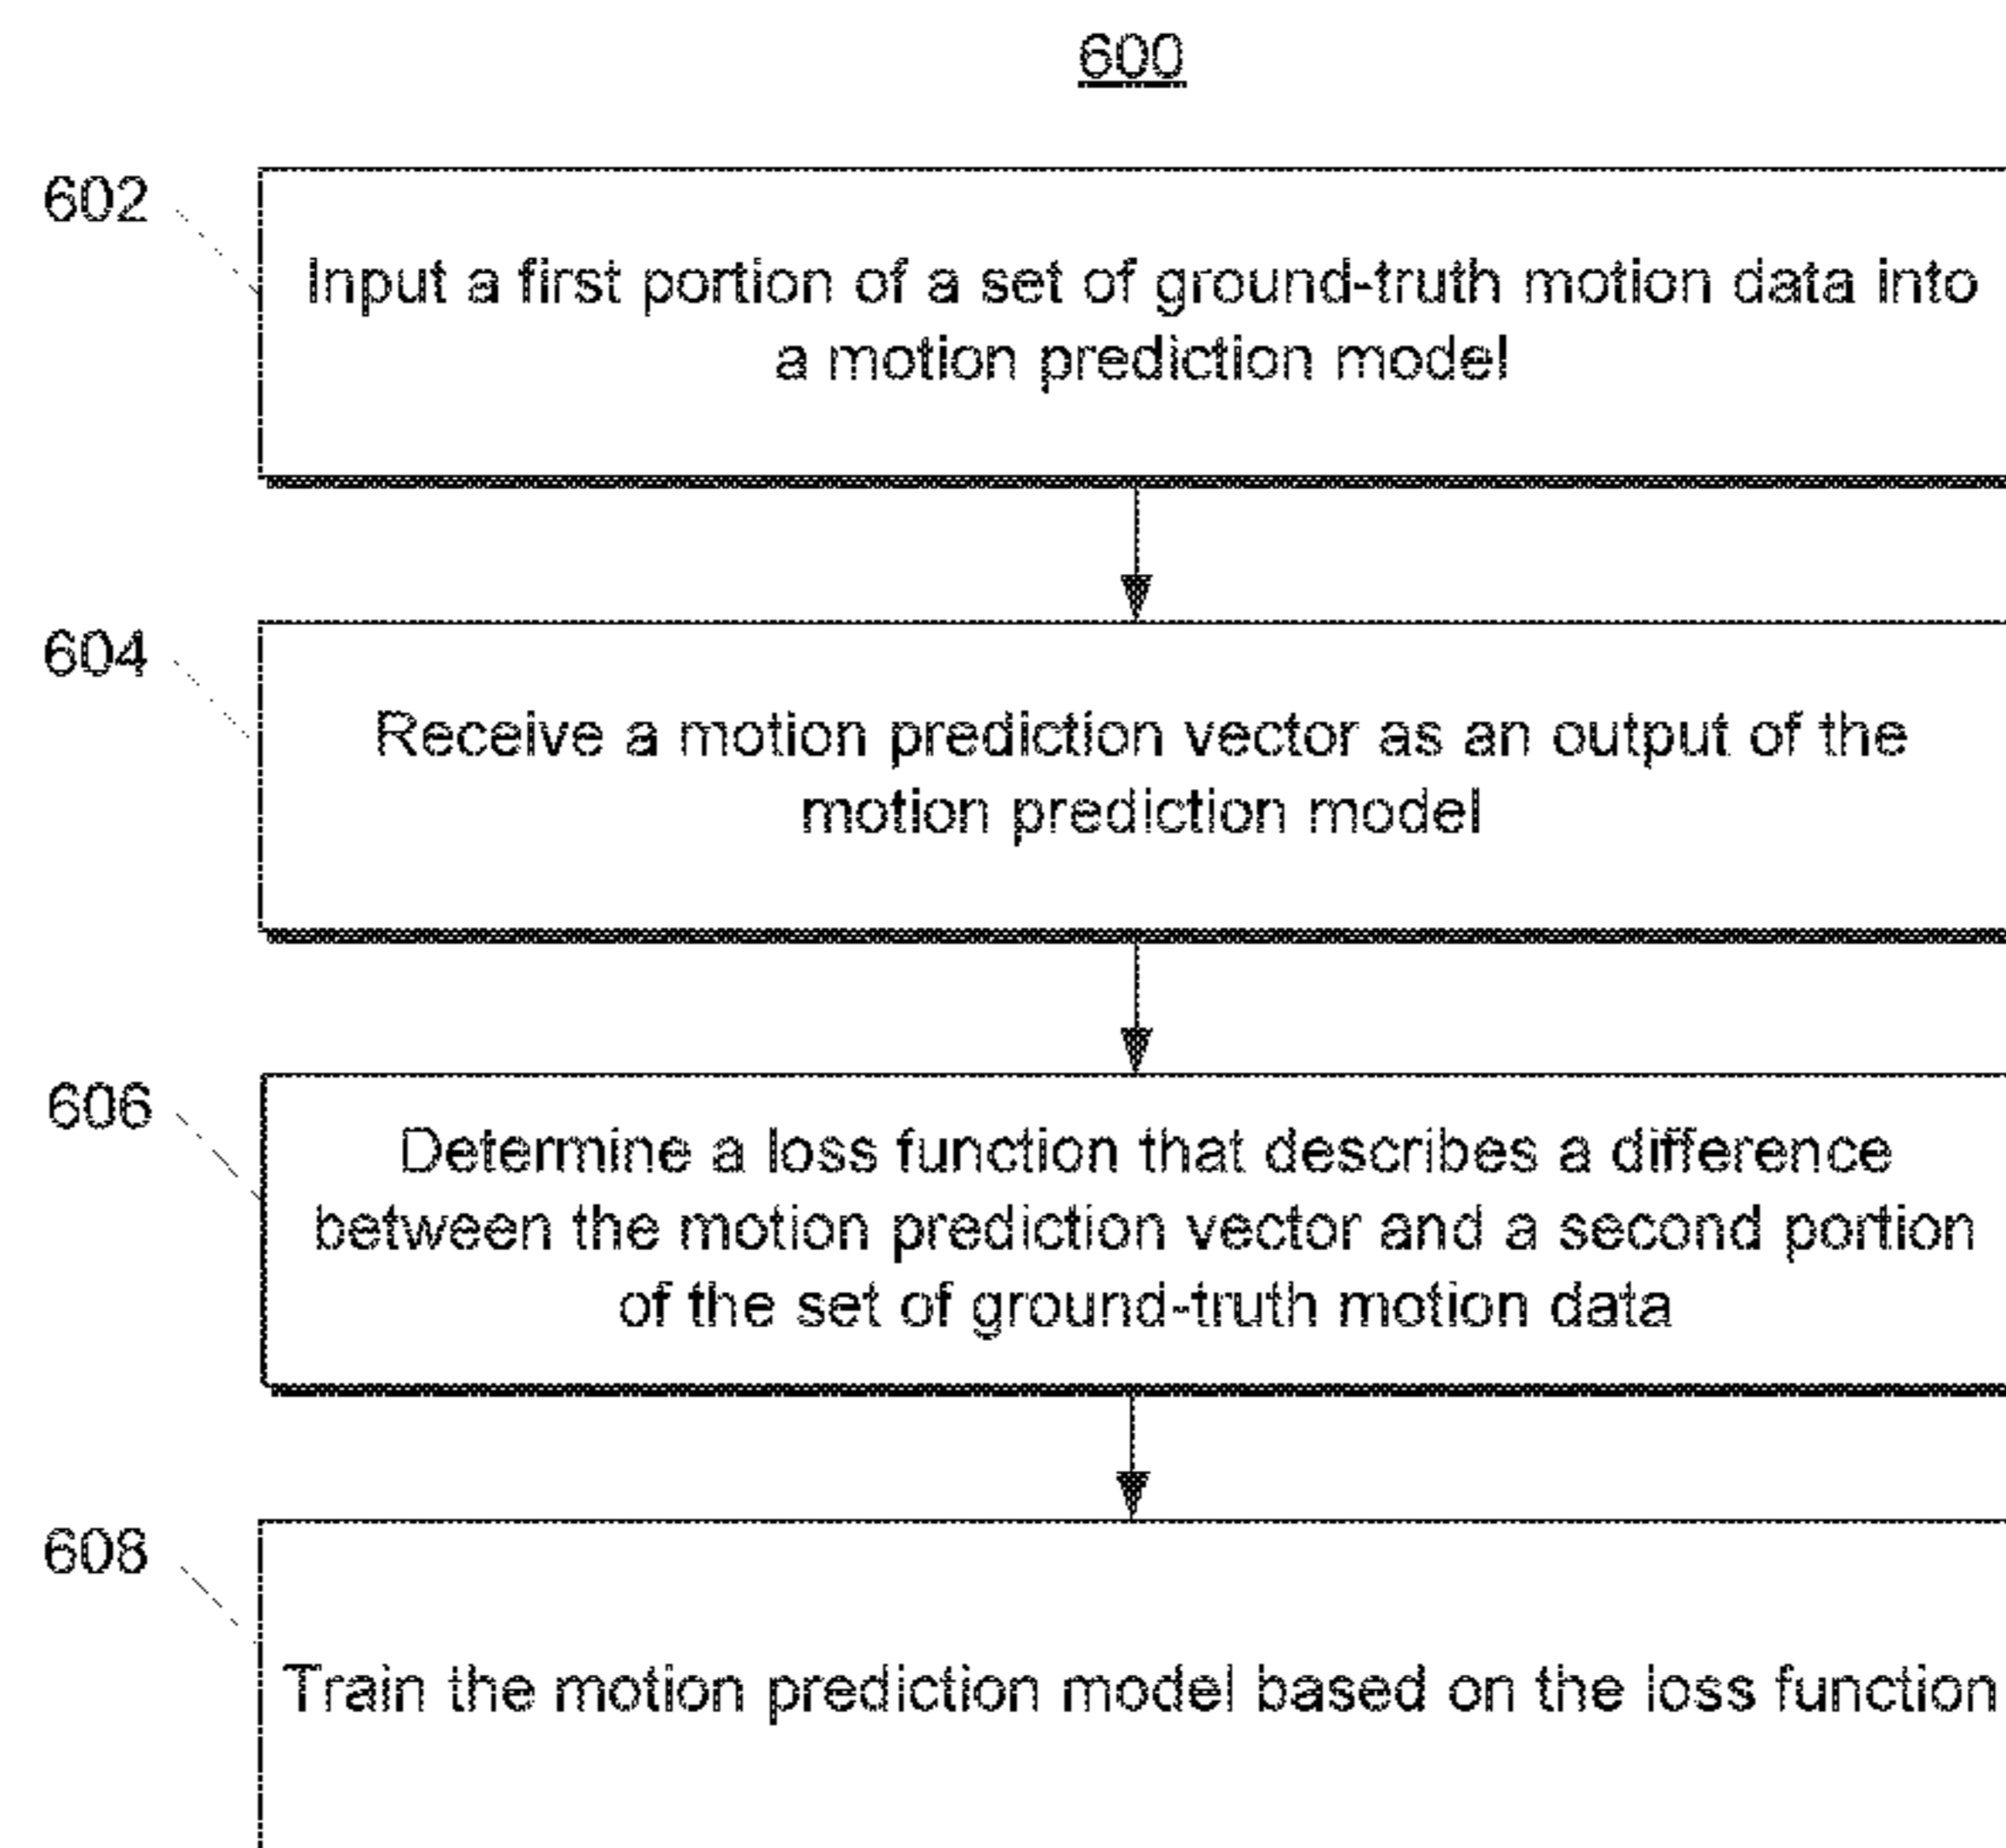 600
602
Input a first portion of a set of ground-truth motion data into
a motion prediction model
604
Receive a motion prediction vector as an output of the
motion prediction model
606
Determine a loss function that describes a difference
between the motion prediction vector and a second portion
of the set of ground-truth motion data
608
Train the motion prediction model based on the loss function